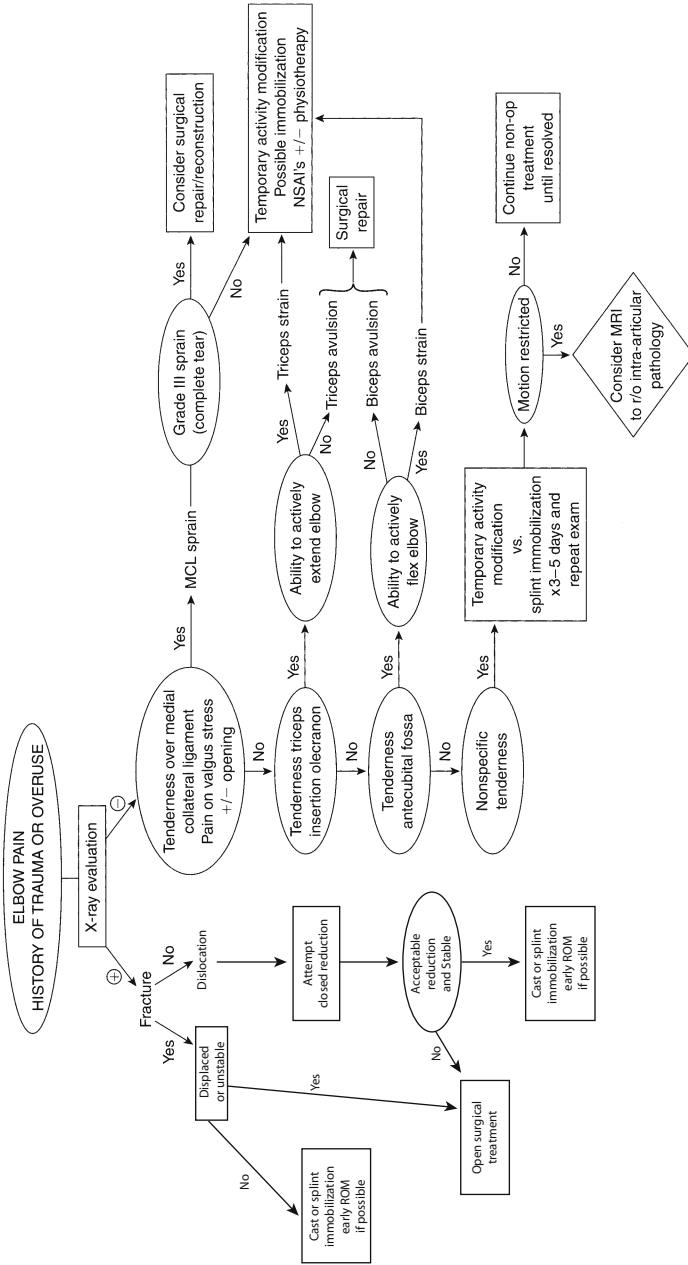 ELBOW PAIN
HISTORY OF TRAUMA OR OVERUSE
X-ray evaluation
+
−
Fracture
Yes
No
Displaced
or unstable
No
Yes
Cast or splint
immobilization
early ROM
if possible
Dislocation
Attempt
closed reduction
Acceptable
reduction
and Stable
No
Yes
Open surgical
treatment
Cast or splint
immobilization
early ROM
if possible
Tenderness over medial
collateral ligament
Pain on valgus stress
+/− opening
Yes
MCL sprain
Grade III sprain
(complete tear)
Yes
Consider surgical
repair/reconstruction
No
Temporary activity modification
Possible immobilization
NSAI's +/− physiotherapy
No
Tenderness triceps
insertion olecranon
Yes
Ability to actively
extend elbow
Yes
Triceps strain
No
Triceps avulsion
Surgical
repair
No
Tenderness
antecubital fossa
Yes
Ability to actively
flex elbow
No
Biceps avulsion
Yes
Biceps strain
No
Nonspecific
tenderness
Yes
Temporary activity
modification
vs.
splint immobilization
x3–5 days and
repeat exam
Motion restricted
No
Continue non-op
treatment
until resolved
Yes
Consider MRI
to r/o intra-articular
pathology